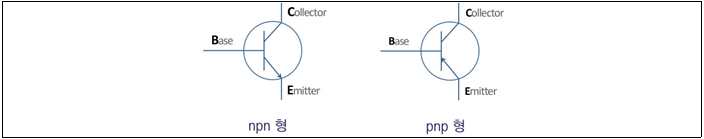 Collector Collector
Base Base
Emitter Emitter
npn 형 pnp 형